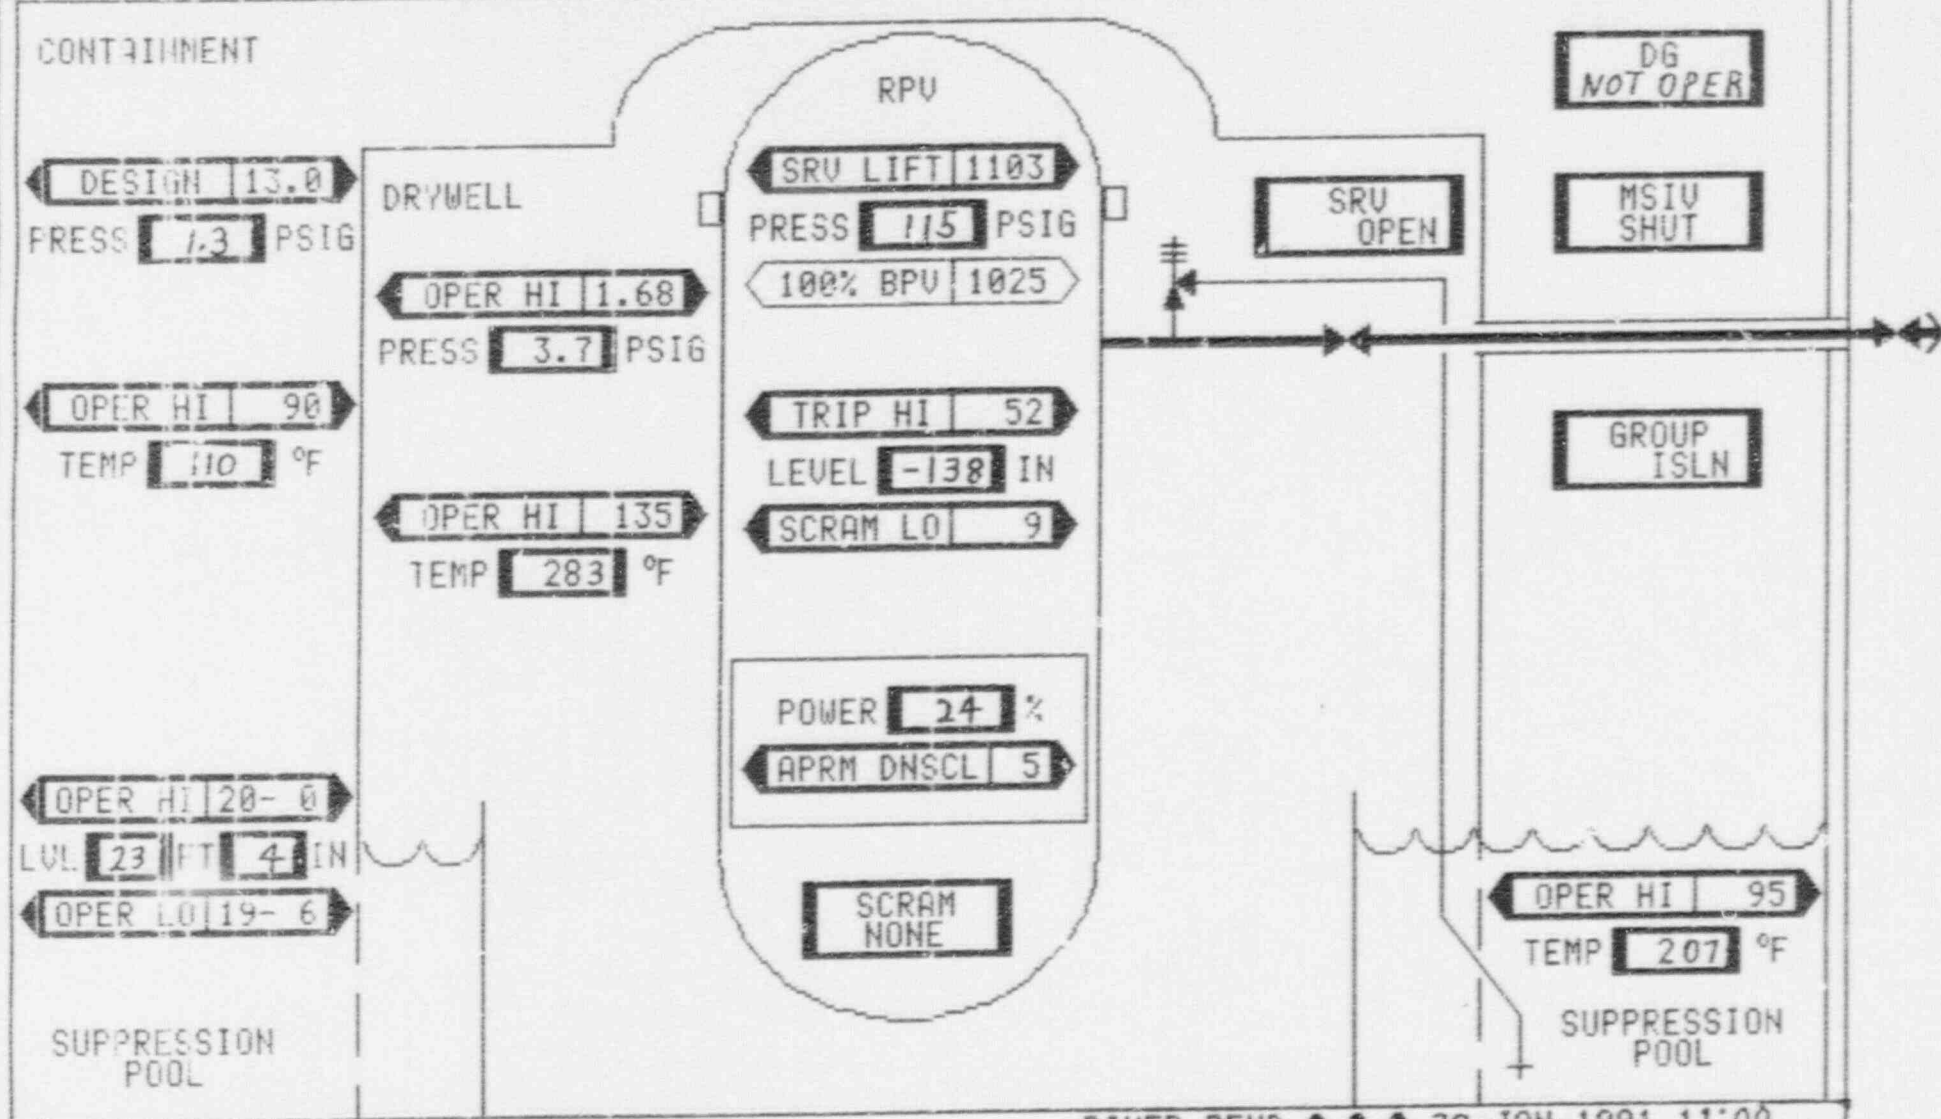 CONTAINMENT
DESIGN 13.0
PRESS 1.3 PSIG
OPER HI 90
TEMP 110 °F
OPER HI 20- 0
LVL 23 FT 4 IN
OPER LO 19- 6
SUPPRESSION
POOL
DRYWELL
OPER HI 1.68
PRESS 3.7 PSIG
OPER HI 135
TEMP 283 °F
RPV
SRV LIFT 1103
PRESS 115 PSIG
100% BPV 1025
TRIP HI 52
LEVEL -138 IN
SCRAM LO 9
POWER 24 %
APRM DNSCL 5
SCRAM
NONE
SRV
OPEN
DG
NOT OPER
MSIV
SHUT
GROUP
ISLN
OPER HI 95
TEMP 207 °F
SUPPRESSION
POOL
1991 11:00